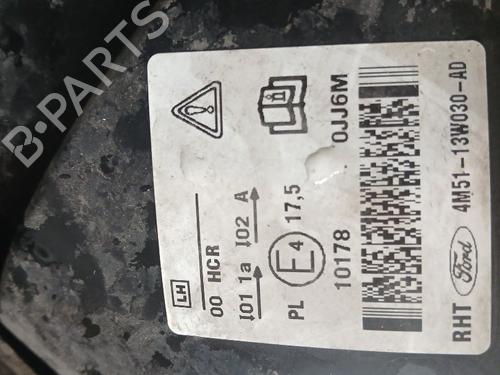 LH
00 HCR
I01 1a I02 A
PL E4 17,5
10178 0JJ6M
RHT Ford 4M51-13W030-AD
B-PARTS